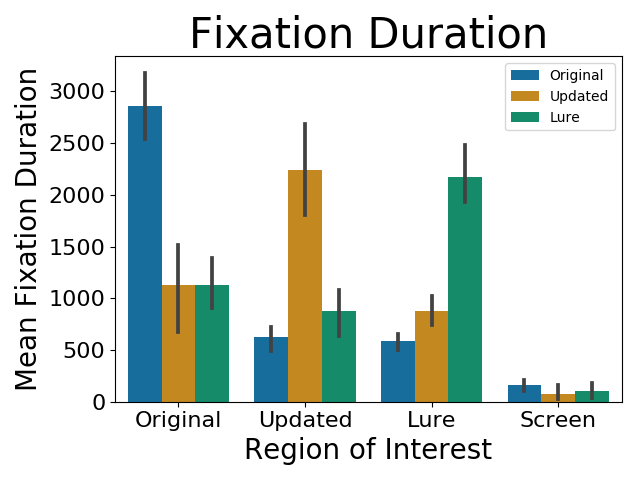 Fixation Duration
Original
Updated
Lure
Mean Fixation Duration
3000
2500
2000
1500
1000
500
0
Original Updated Lure Screen
Region of Interest